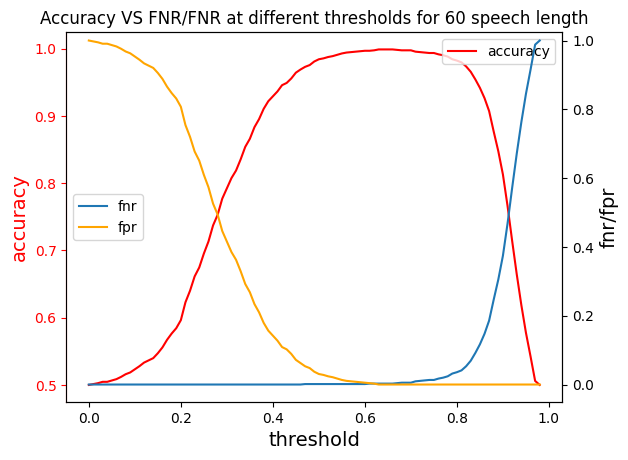 Accuracy VS FNR/FNR at different thresholds for 60 speech length
accuracy
fnr
fpr
1.0
0.9
0.8
0.7
0.6
0.5
accuracy
1.0
0.8
0.6
0.4
0.2
0.0
fnr/fpr
0.0 0.2 0.4 0.6 0.8 1.0
threshold